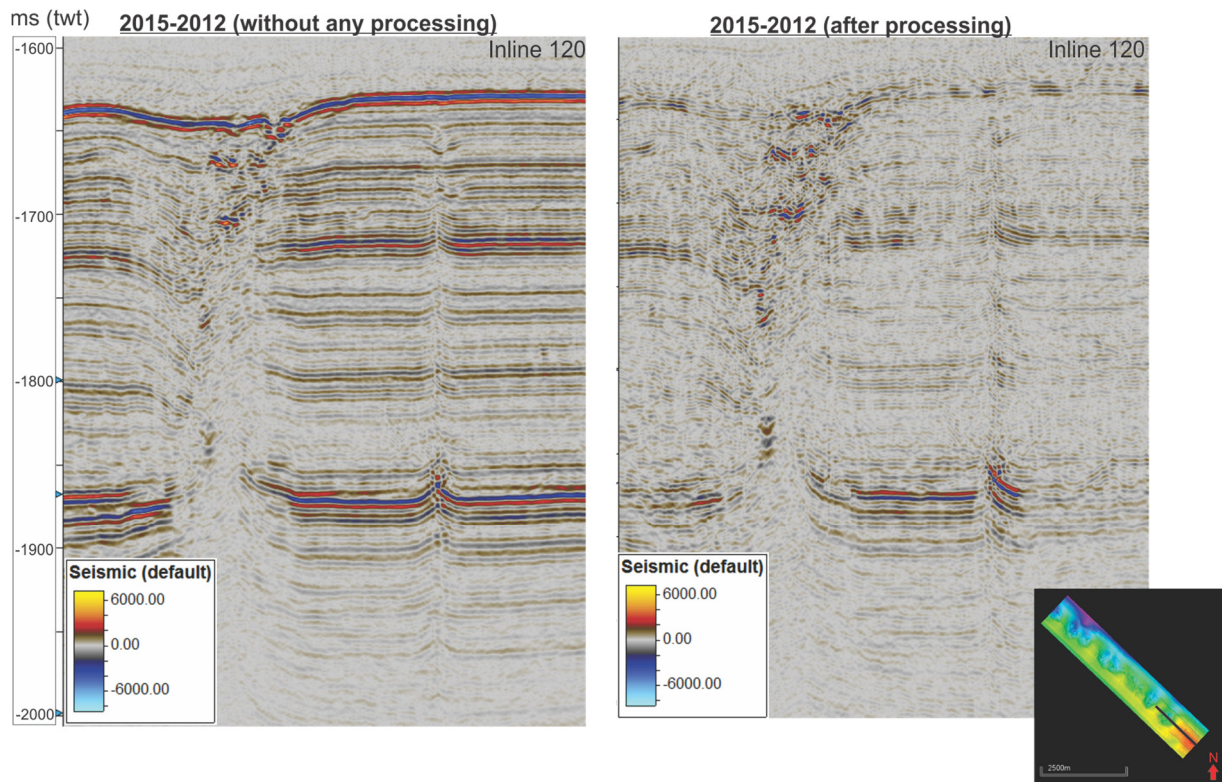 ms (twt)
2015-2012 (without any processing)
2015-2012 (after processing)
-1600
Inline 120
Inline 120
-1700
-1800
-1900
-2000
Seismic (default)
6000.00
0.00
-6000.00
Seismic (default)
6000.00
0.00
-6000.00
2500m
N